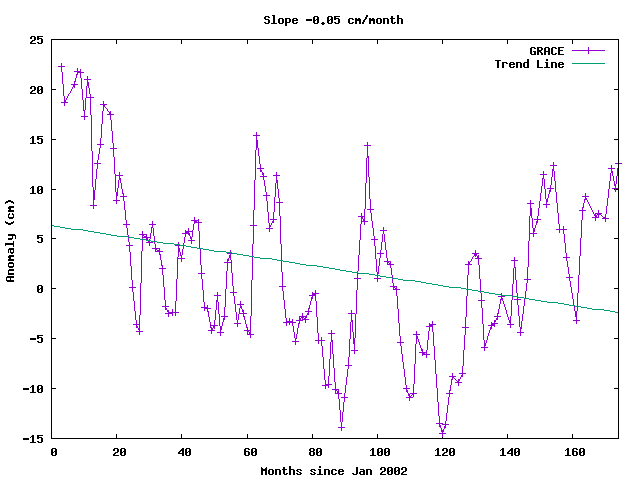 Slope -0.05 cm/month
25
20
15
10
5
0
-5
-10
-15
Anomaly (cm)
GRACE
Trend Line
0 20 40 60 80 100 120 140 160
Months since Jan 2002